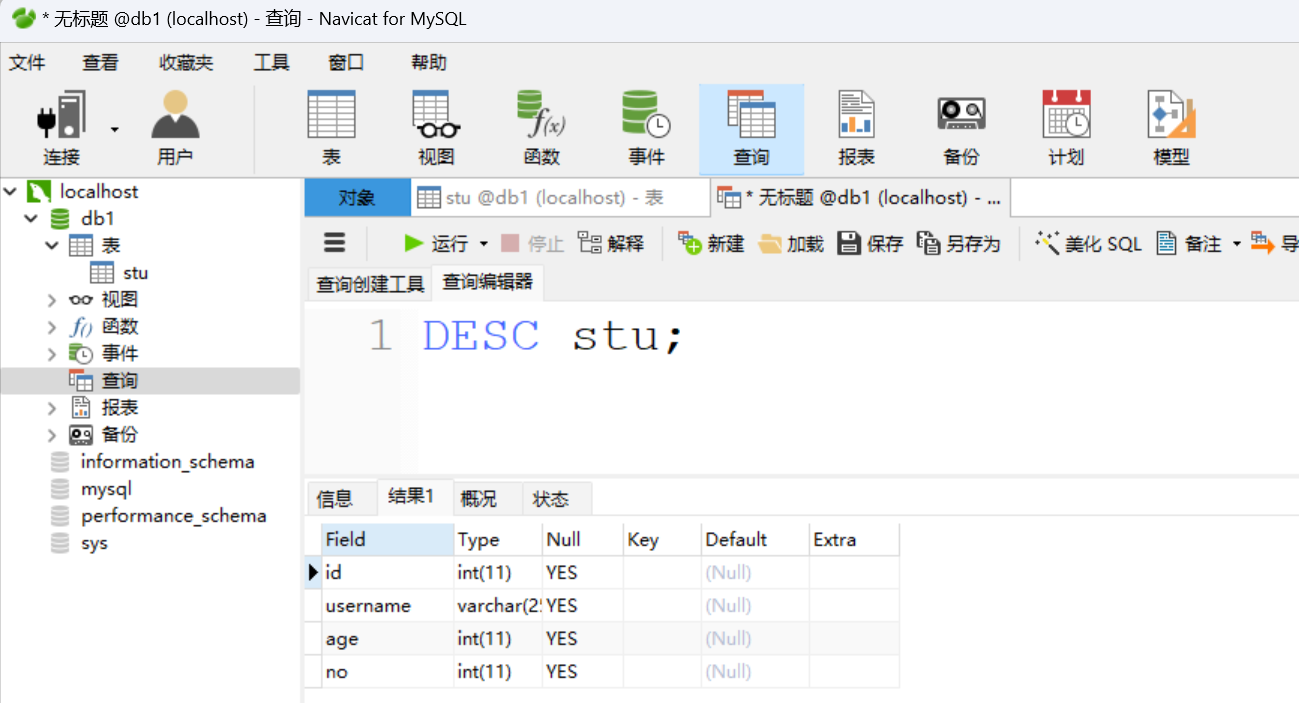 * 无标题 @db1 (localhost) - 查询 - Navicat for MySQL
文件 查看 收藏夹 工具 窗口 帮助
连接 用户 表 视图 函数 事件 查询 报表 备份 计划 模型
localhost
db1
表
stu
视图
函数
事件
查询
报表
备份
information_schema
mysql
performance_schema
sys
对象 stu @db1 (localhost) - 表 * 无标题 @db1 (localhost) - ...
运行 停止 解释 新建 加载 保存 另存为 美化 SQL 备注 导
查询创建工具 查询编辑器
1 DESC stu;
信息 结果1 概况 状态
Field Type Null Key Default Extra
id int(11) YES (Null)
username varchar(25 YES (Null)
age int(11) YES (Null)
no int(11) YES (Null)